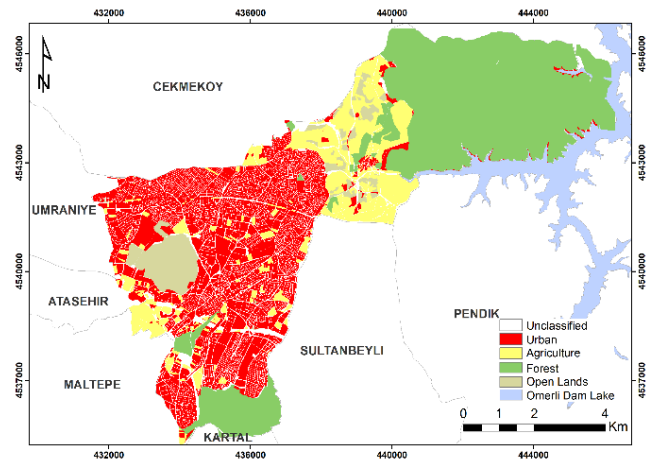 432000 436000 440000 444000
4546000 4546000
N
CEKMEKOY
4543000 4543000
UMRANIYE
4540000 4540000
ATASEHIR
PENDIK
Unclassified
Urban
SULTANBEYLI
Agriculture
Forest
MALTEPE
4537000 4537000
Open Lands
Omerli Dam Lake
0 1 2 4
Km
KARTAL
432000 436000 440000 444000